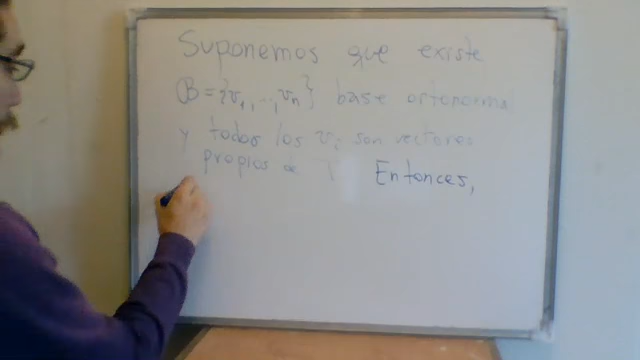 Suponemos que existe
B = {v1, ..., vn} base ortonormal
y todos los vi son vectores
propios de T Entonces,